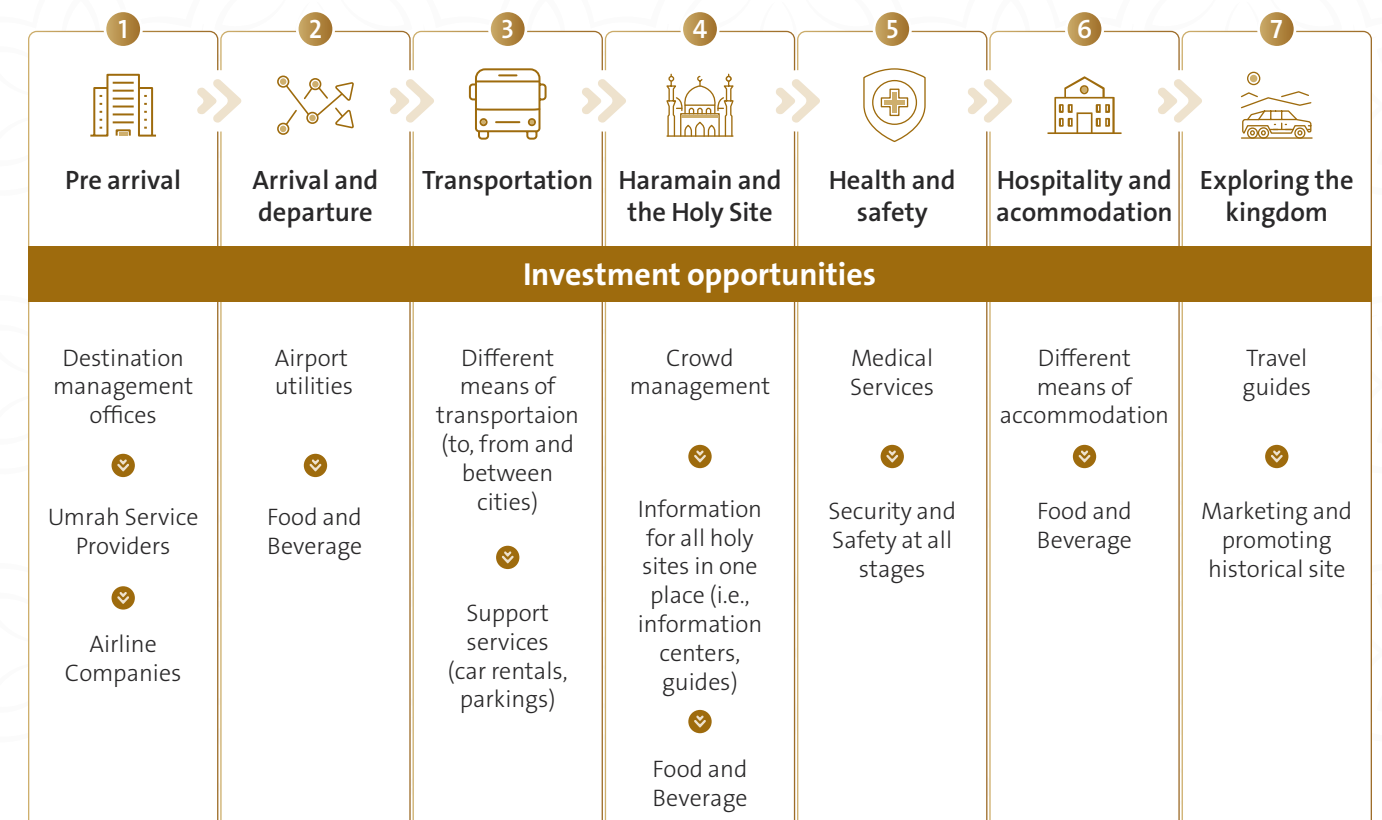 1
Pre arrival
2
Arrival and
departure
3
Transportation
4
Haramain and
the Holy Site
5
Health and
safety
6
Hospitality and
acommodation
7
Exploring the
kingdom
Investment opportunities
Destination
management
offices
Umrah Service
Providers
Airline
Companies
Airport
utilities
Food and
Beverage
Different
means of
transportaion
(to, from and
between
cities)
Support
services
(car rentals,
parkings)
Crowd
management
Information
for all holy
sites in one
place (i.e.,
information
centers,
guides)
Food and
Beverage
Medical
Services
Security and
Safety at all
stages
Different
means of
accommodation
Food and
Beverage
Travel
guides
Marketing and
promoting
historical site